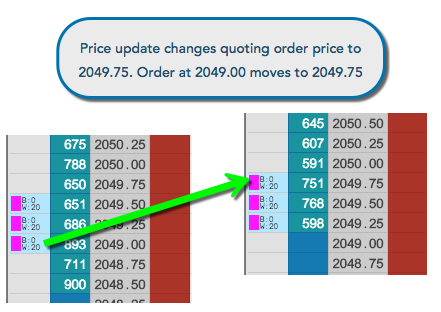 Price update changes quoting order price to
2049.75. Order at 2049.00 moves to 2049.75
675 2050.25
788 2050.00
650 2049.75
B:0
W:20
651 2049.50
B:0
W:20
686 2049.25
B:0
W:20
693 2049.00
711 2048.75
900 2048.50
2048.25
645 2050.50
607 2050.25
591 2050.00
B:0
W:20
751 2049.75
B:0
W:20
768 2049.50
B:0
W:20
598 2049.25
2049.00
2048.75